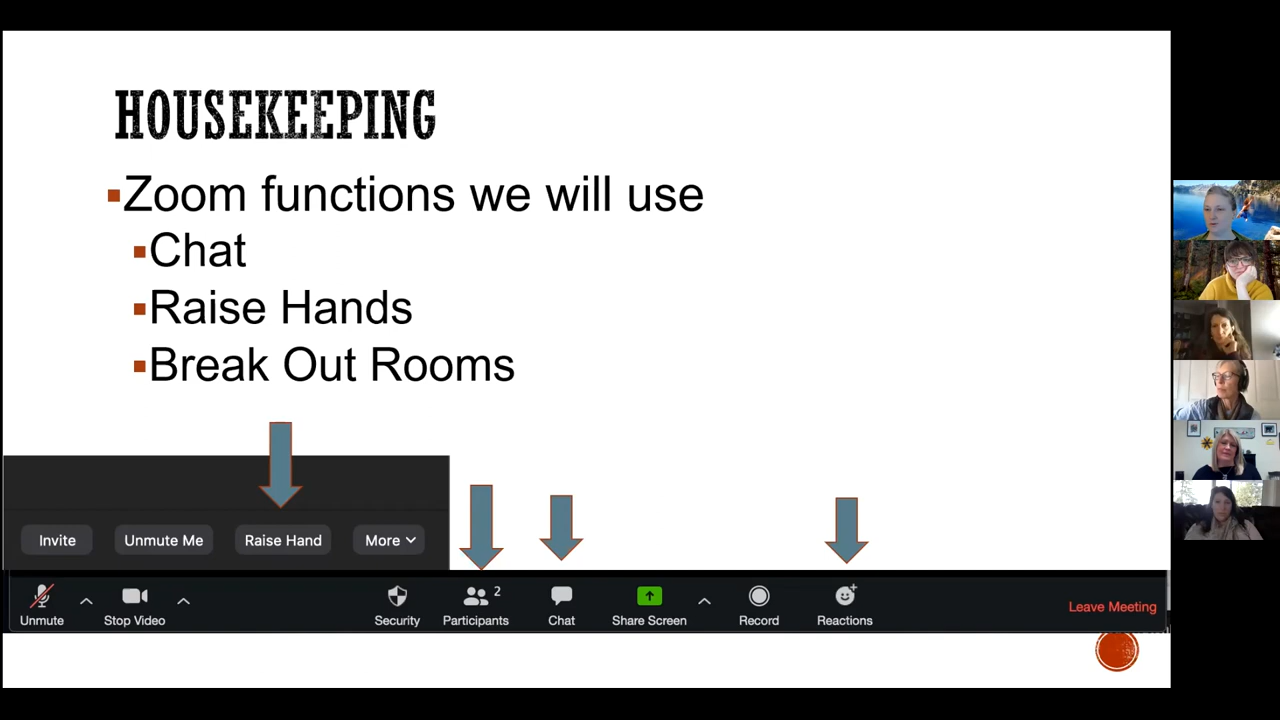 HOUSEKEEPING
Zoom functions we will use
Chat
Raise Hands
Break Out Rooms
Invite
Unmute Me
Raise Hand
More
2
Unmute
Stop Video
Security
Participants
Chat
Share Screen
Record
Reactions
Leave Meeting